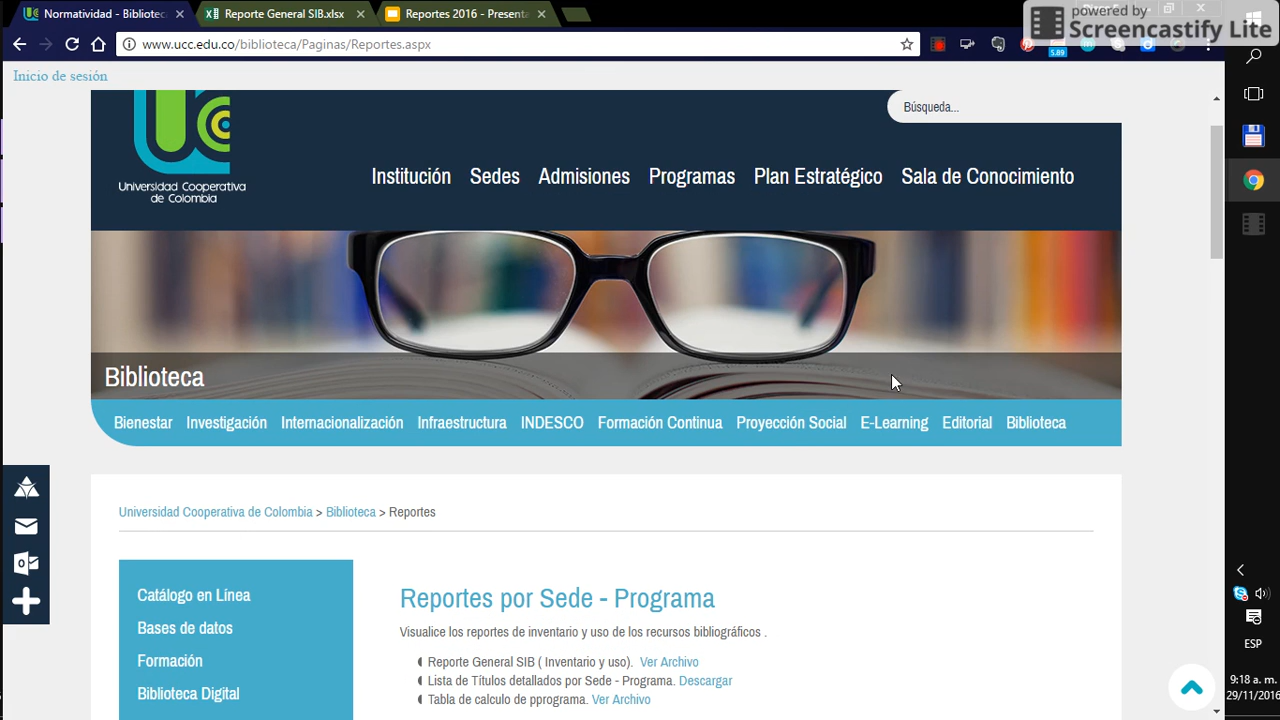 Normatividad - Bibliotec
Reporte General SIB.xlsx
Reportes 2016 - Presenta
powered by
Screencastify Lite
www.ucc.edu.co/biblioteca/Paginas/Reportes.aspx
5.89
Inicio de sesión
Búsqueda...
Universidad Cooperativa
de Colombia
Institución Sedes Admisiones Programas Plan Estratégico Sala de Conocimiento
Biblioteca
Bienestar Investigación Internacionalización Infraestructura INDESCO Formación Continua Proyección Social E-Learning Editorial Biblioteca
Universidad Cooperativa de Colombia > Biblioteca > Reportes
Catálogo en Línea
Bases de datos
Formación
Biblioteca Digital
Reportes por Sede - Programa
Visualice los reportes de inventario y uso de los recursos bibliográficos .
Reporte General SIB ( Inventario y uso). Ver Archivo
Lista de Títulos detallados por Sede - Programa. Descargar
Tabla de calculo de pprograma. Ver Archivo
ESP
9:18 a. m.
29/11/2016